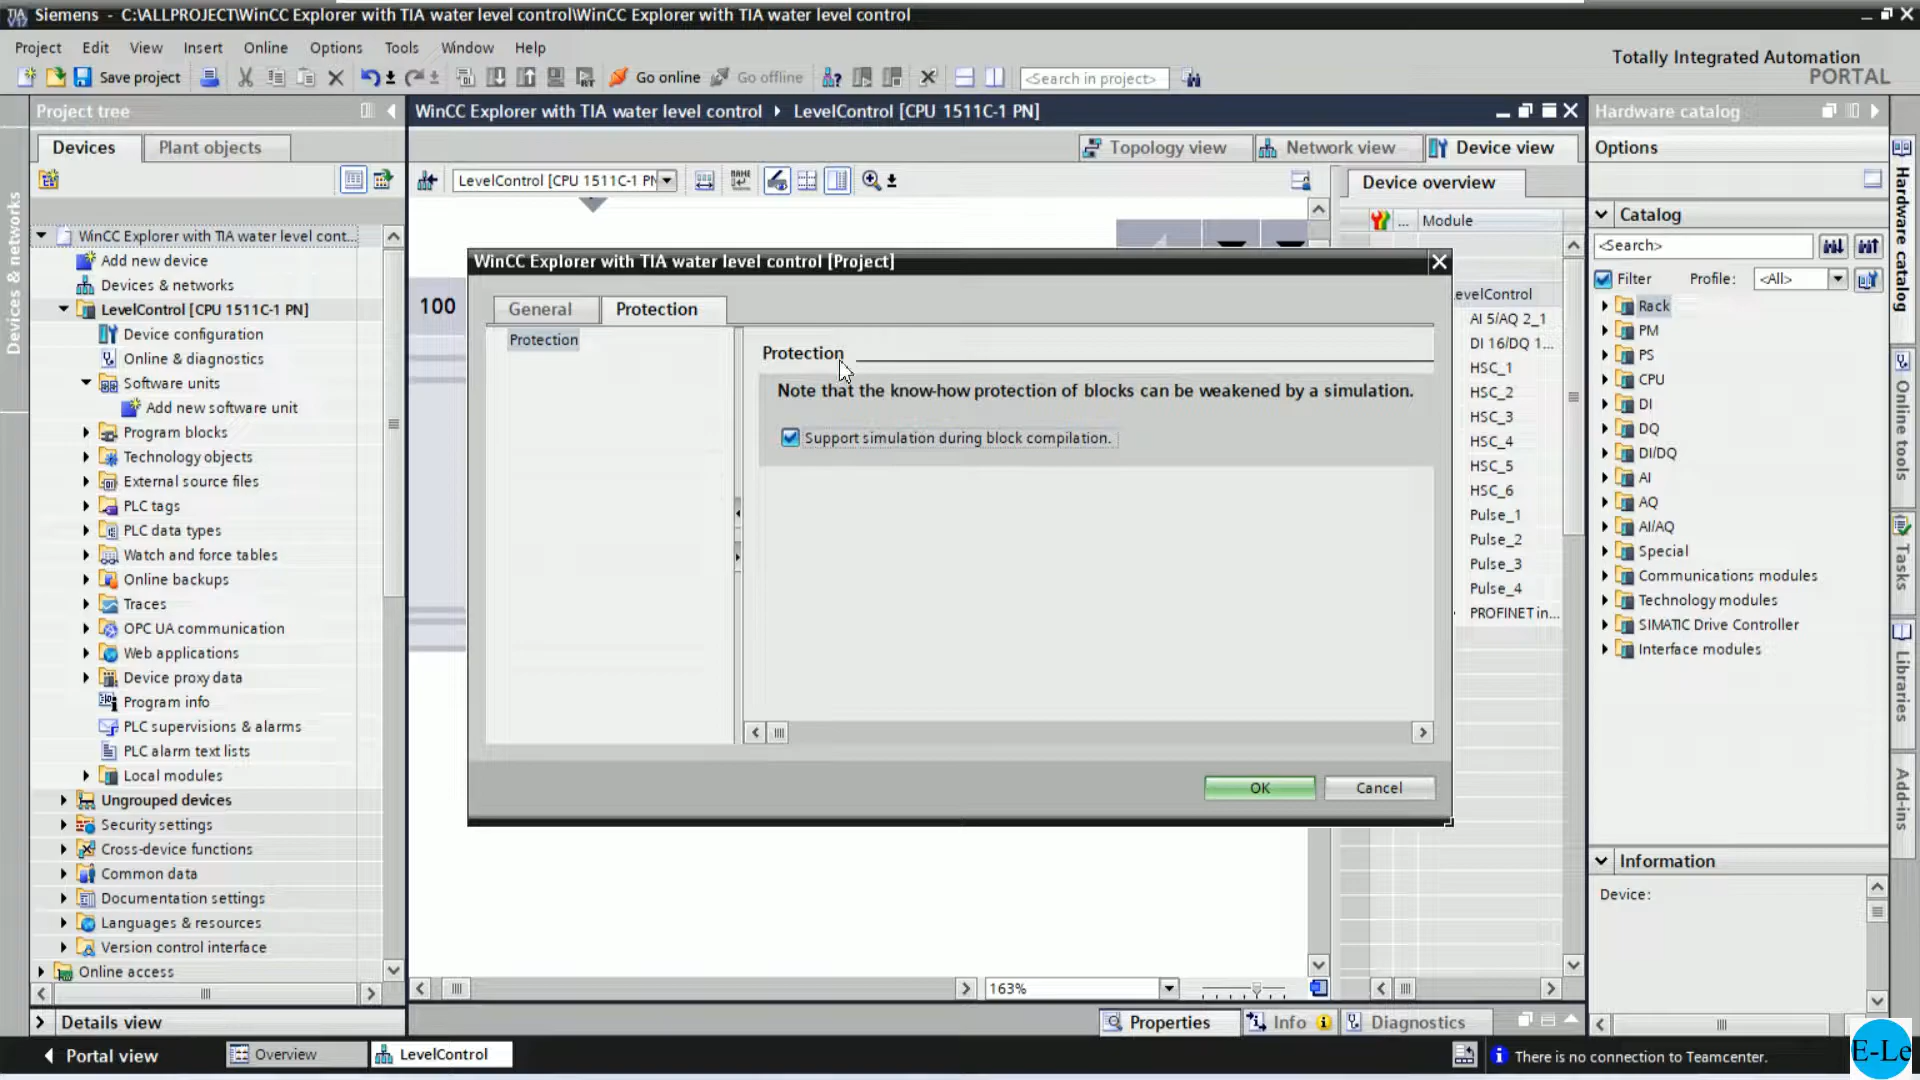 Siemens - C:\ALLPROJECT\WinCC Explorer with TIA water level control\WinCC Explorer with TIA water level control
Project Edit View Insert Online Options Tools Window Help
Totally Integrated Automation
PORTAL
Save project
Go online
Go offline
<Search in project>
Project tree
WinCC Explorer with TIA water level control
LevelControl [CPU 1511C-1 PN]
Hardware catalog
Devices
Plant objects
Topology view
Network view
Device view
Options
LevelControl [CPU 1511C-1 PN
Device overview
... Module
Devices & networks
WinCC Explorer with TIA water level cont...
Add new device
Devices & networks
LevelControl [CPU 1511C-1 PN]
Device configuration
Online & diagnostics
Software units
Add new software unit
Program blocks
Technology objects
External source files
PLC tags
PLC data types
Watch and force tables
Online backups
Traces
OPC UA communication
Web applications
Device proxy data
Program info
PLC supervisions & alarms
PLC alarm text lists
Local modules
Ungrouped devices
Security settings
Cross-device functions
Common data
Documentation settings
Languages & resources
Version control interface
Online access
Details view
100
WinCC Explorer with TIA water level control [Project]
General
Protection
Protection
Protection
Note that the know-how protection of blocks can be weakened by a simulation.
Support simulation during block compilation.
OK
Cancel
evelControl
AI 5/AQ 2_1
DI 16/DQ 1...
HSC_1
HSC_2
HSC_3
HSC_4
HSC_5
HSC_6
Pulse_1
Pulse_2
Pulse_3
Pulse_4
PROFINET in...
163%
Properties
Info
Diagnostics
Catalog
<Search>
Filter
Profile:
<All>
Rack
PM
PS
CPU
DI
DQ
DI/DQ
AI
AQ
AI/AQ
Special
Communications modules
Technology modules
SIMATIC Drive Controller
Interface modules
Information
Device:
Hardware catalog
Online tools
Tasks
Libraries
Add-ins
Portal view
Overview
LevelControl
There is no connection to Teamcenter.
E-Le